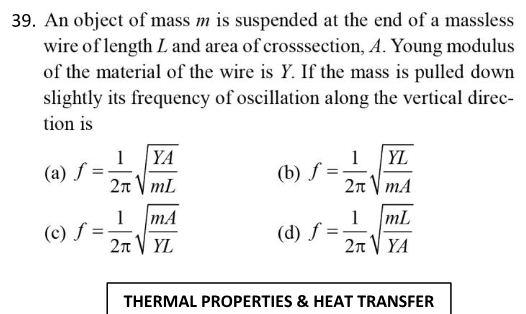 39. An object of mass m is suspended at the end of a massless
wire of length L and area of crosssection, A. Young modulus
of the material of the wire is Y. If the mass is pulled down
slightly its frequency of oscillation along the vertical direc-
tion is
(a) f = 1/2π √(YA/mL) (b) f = 1/2π √(YL/mA)
(c) f = 1/2π √(mA/YL) (d) f = 1/2π √(mL/YA)
THERMAL PROPERTIES & HEAT TRANSFER